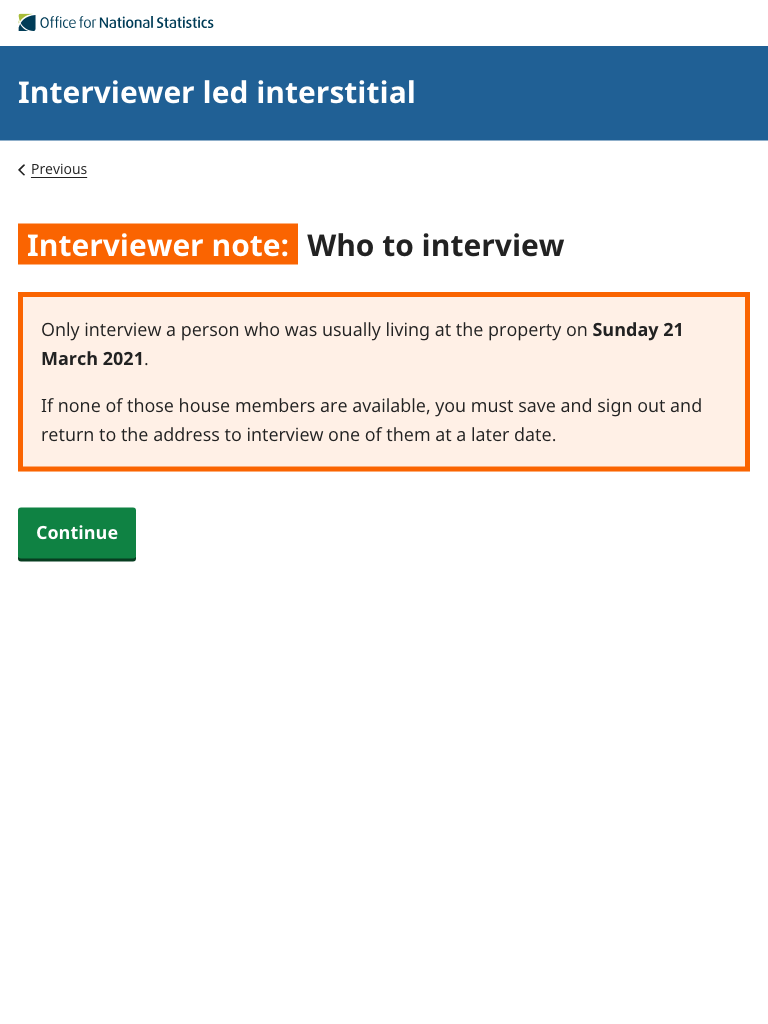 Office for National Statistics
Interviewer led interstitial
Previous
Interviewer note: Who to interview
Only interview a person who was usually living at the property on Sunday 21
March 2021.
If none of those house members are available, you must save and sign out and
return to the address to interview one of them at a later date.
Continue